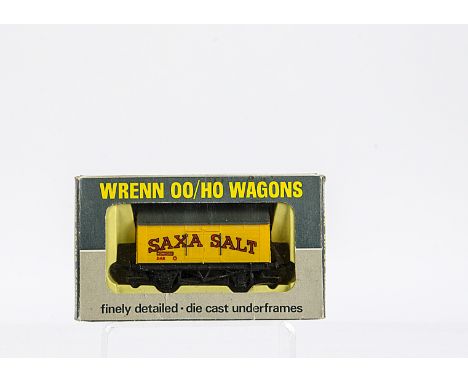 WRENN OO/HO WAGONS
SAXA SALT
finely detailed · die cast underframes